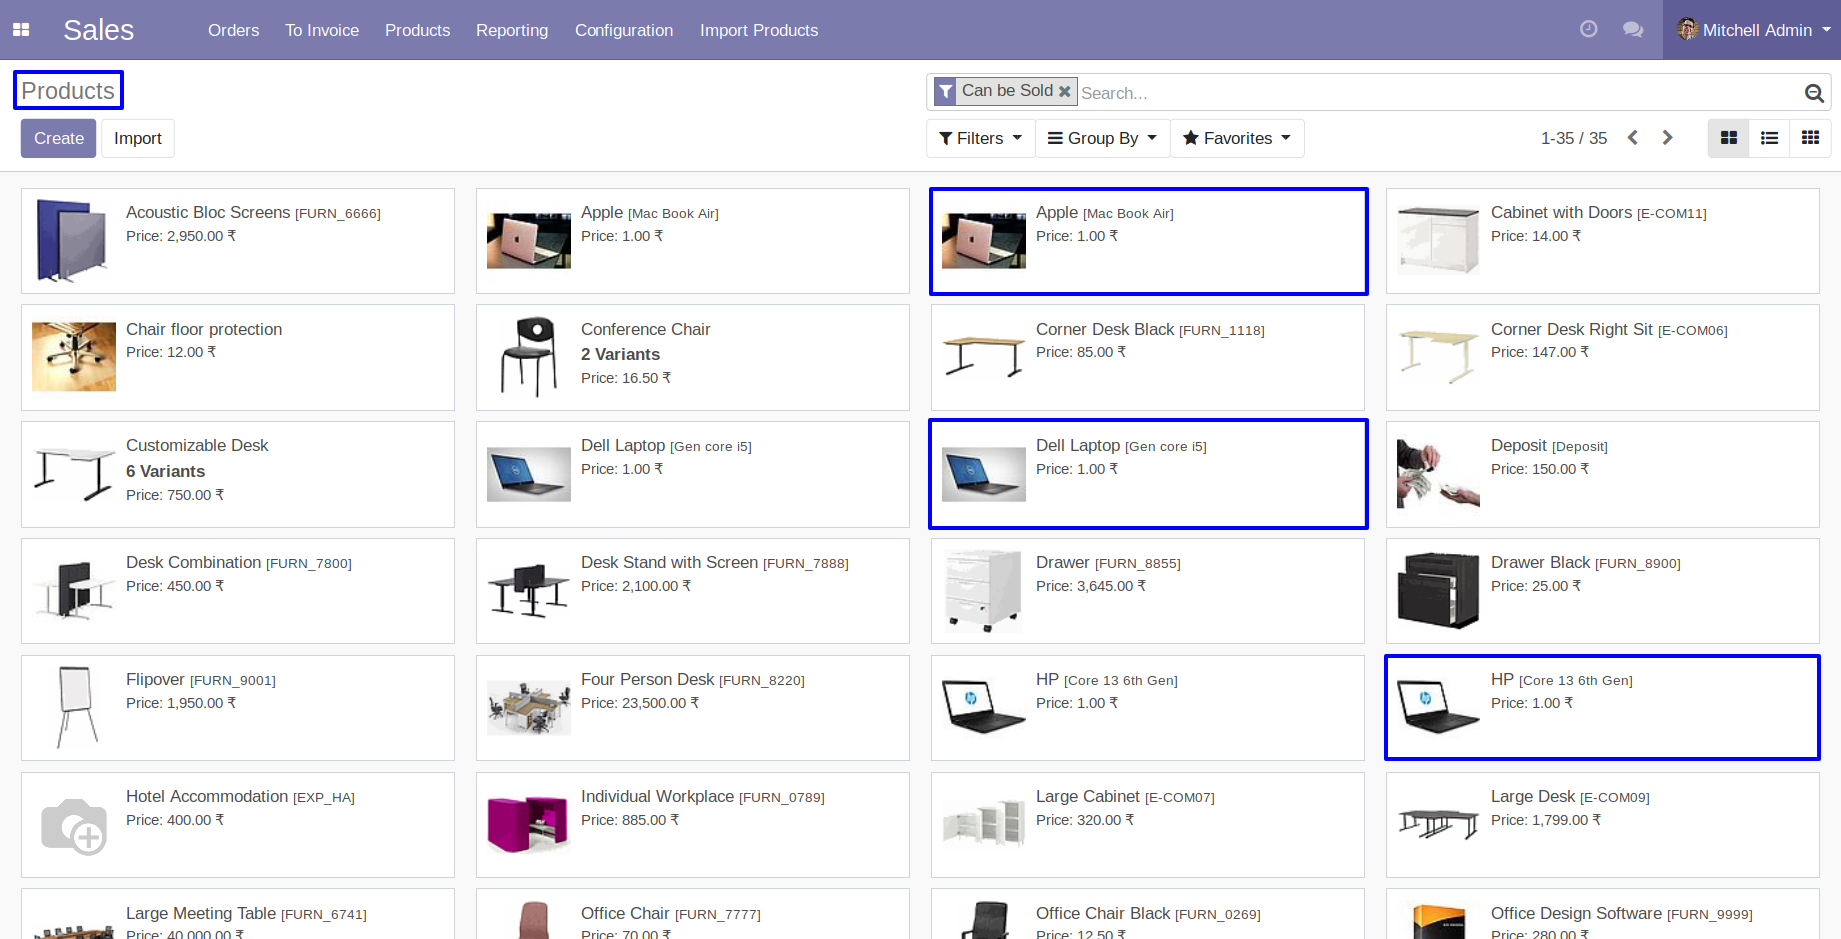 Sales
Orders
To Invoice
Products
Reporting
Configuration
Import Products
Mitchell Admin
Products
Can be Sold
Search...
Create
Import
Filters
Group By
Favorites
1-35 / 35
Acoustic Bloc Screens [FURN_6666]
Price: 2,950.00 ₹
Apple [Mac Book Air]
Price: 1.00 ₹
Apple [Mac Book Air]
Price: 1.00 ₹
Cabinet with Doors [E-COM11]
Price: 14.00 ₹
Chair floor protection
Price: 12.00 ₹
Conference Chair
2 Variants
Price: 16.50 ₹
Corner Desk Black [FURN_1118]
Price: 85.00 ₹
Corner Desk Right Sit [E-COM06]
Price: 147.00 ₹
Customizable Desk
6 Variants
Price: 750.00 ₹
Dell Laptop [Gen core i5]
Price: 1.00 ₹
Dell Laptop [Gen core i5]
Price: 1.00 ₹
Deposit [Deposit]
Price: 150.00 ₹
Desk Combination [FURN_7800]
Price: 450.00 ₹
Desk Stand with Screen [FURN_7888]
Price: 2,100.00 ₹
Drawer [FURN_8855]
Price: 3,645.00 ₹
Drawer Black [FURN_8900]
Price: 25.00 ₹
Flipover [FURN_9001]
Price: 1,950.00 ₹
Four Person Desk [FURN_8220]
Price: 23,500.00 ₹
HP [Core 13 6th Gen]
Price: 1.00 ₹
HP [Core 13 6th Gen]
Price: 1.00 ₹
Hotel Accommodation [EXP_HA]
Price: 400.00 ₹
Individual Workplace [FURN_0789]
Price: 885.00 ₹
Large Cabinet [E-COM07]
Price: 320.00 ₹
Large Desk [E-COM09]
Price: 1,799.00 ₹
Large Meeting Table [FURN_6741]
Price: 40,000.00 ₹
Office Chair [FURN_7777]
Price: 70.00 ₹
Office Chair Black [FURN_0269]
Price: 12.50 ₹
Office Design Software [FURN_9999]
Price: 280.00 ₹